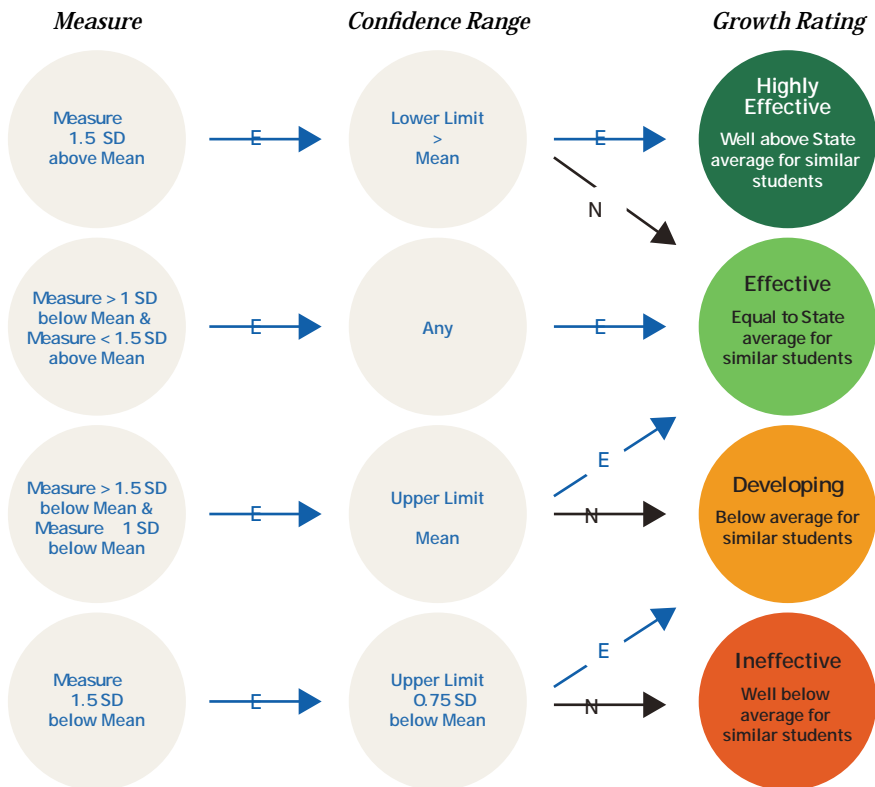 Measure
Confidence Range
Growth Rating
Measure
1.5 SD
above Mean
E
Lower Limit
>
Mean
E
N
Highly
Effective
Well above State
average for similar
students
Measure > 1 SD
below Mean &
Measure < 1.5 SD
above Mean
E
Any
E
Effective
Equal to State
average for
similar students
Measure > 1.5 SD
below Mean &
Measure 1 SD
below Mean
E
Upper Limit
Mean
E
N
Developing
Below average for
similar students
Measure
1.5 SD
below Mean
E
Upper Limit
0.75 SD
below Mean
E
N
Ineffective
Well below
average for
similar students